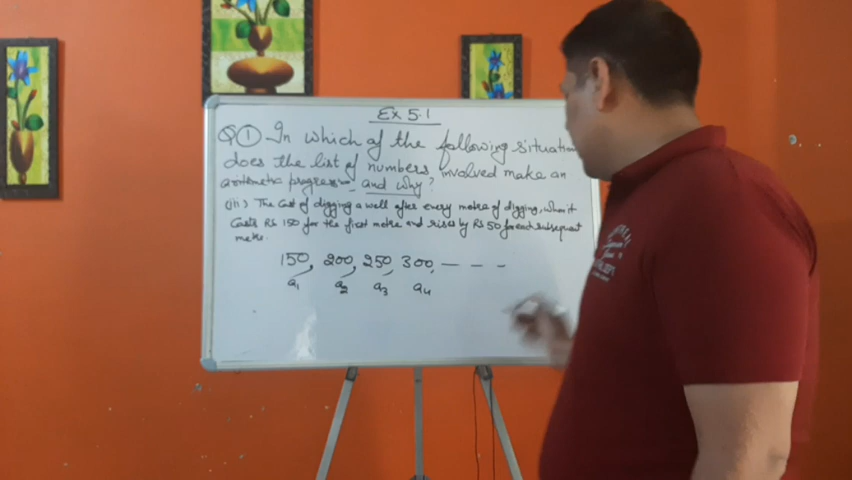 Ex 5.1
Q① In which of the following situation
does the list of numbers involved make an
arithmetic progression and why?
(iii) The Cost of digging a well after every metre of digging, when it
Costs Rs 150 for the first metre and rises by Rs 50 for each subsequent
metre.
150, 200, 250, 300, — — —
a1 a2 a3 a4